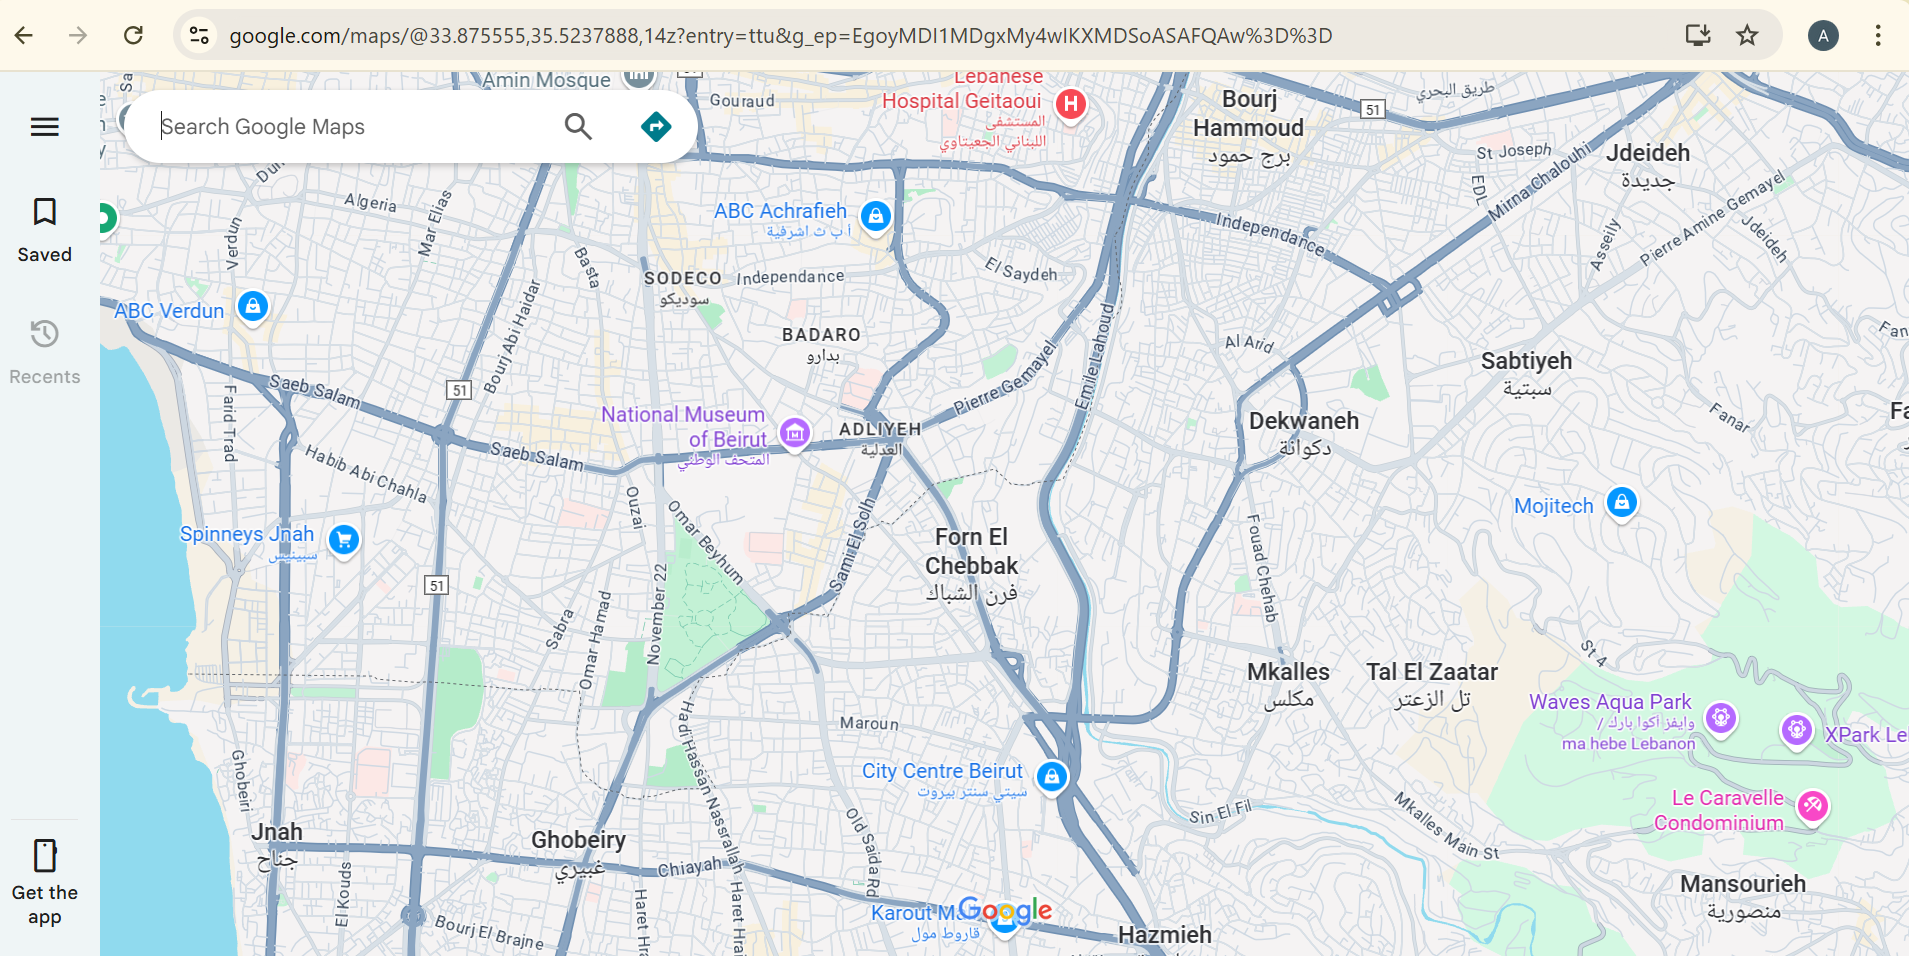 google.com/maps/@33.875555,35.5237888,14z?entry=ttu&g_ep=EgoyMDI1MDgxMy4wIKXMDSoASAFQAw%3D%3D
A
Search Google Maps
Saved
Recents
Get the
app
Amin Mosque
Gouraud
Lebanese
Hospital Geitaoui
المستشفى
اللبناني الجعيتاوي
H
Bourj
Hammoud
برج حمود
51
طريق البحري
St Joseph
Jdeideh
جديدة
EDL
Mirna Chalouhi
Pierre Amine Gemayel
Jdeideh
Asseily
Algeria
Mar Elias
Verdun
ABC Achrafieh
أ ب ث اشرفية
Independance
Basta
SODECO
سوديكو
Independance
El Saydeh
ABC Verdun
Bourj Abi Haidar
BADARO
بدارو
Emile Lahoud
Al Arid
Sabtiyeh
سبتية
Saeb Salam
51
Farid Trad
Pierre Gemayel
National Museum
of Beirut
المتحف الوطني
ADLIYEH
العدلية
Dekwaneh
دكوانة
Fanar
Saeb Salam
Habib Abi Chahla
Ouzai
Omar Beyhum
Sami El Solh
Mojitech
Spinneys Jnah
سبينيس
Forn El
Chebbak
فرن الشباك
Fouad Chehab
51
November 22
Sabra
Omar Hamad
St 4
Mkalles
مكلس
Tal El Zaatar
تل الزعتر
Waves Aqua Park
وايفز أكوا بارك /
ma hebe Lebanon
XPark Le
Maroun
Hadi Hassan Nasrallah
Ghobeiri
City Centre Beirut
سيتي سنتر بيروت
Sin El Fil
Mkalles Main St
Le Caravelle
Condominium
Jnah
جناح
Ghobeiry
غبيري
Old Saida Rd
Chiayah
El Kouds
Haret Hr
Haret Hrai
Mansourieh
منصورية
Karout Ma
Google
قاروط مول
Bourj El Brajne
Hazmieh